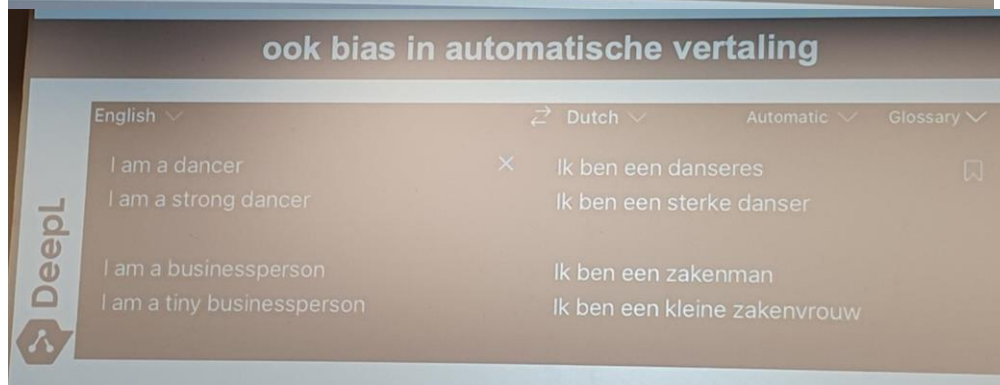 ook bias in automatische vertaling
English Dutch Automatic Glossary
I am a dancer Ik ben een danseres
I am a strong dancer Ik ben een sterke danser
I am a businessperson Ik ben een zakenman
I am a tiny businessperson Ik ben een kleine zakenvrouw
DeepL